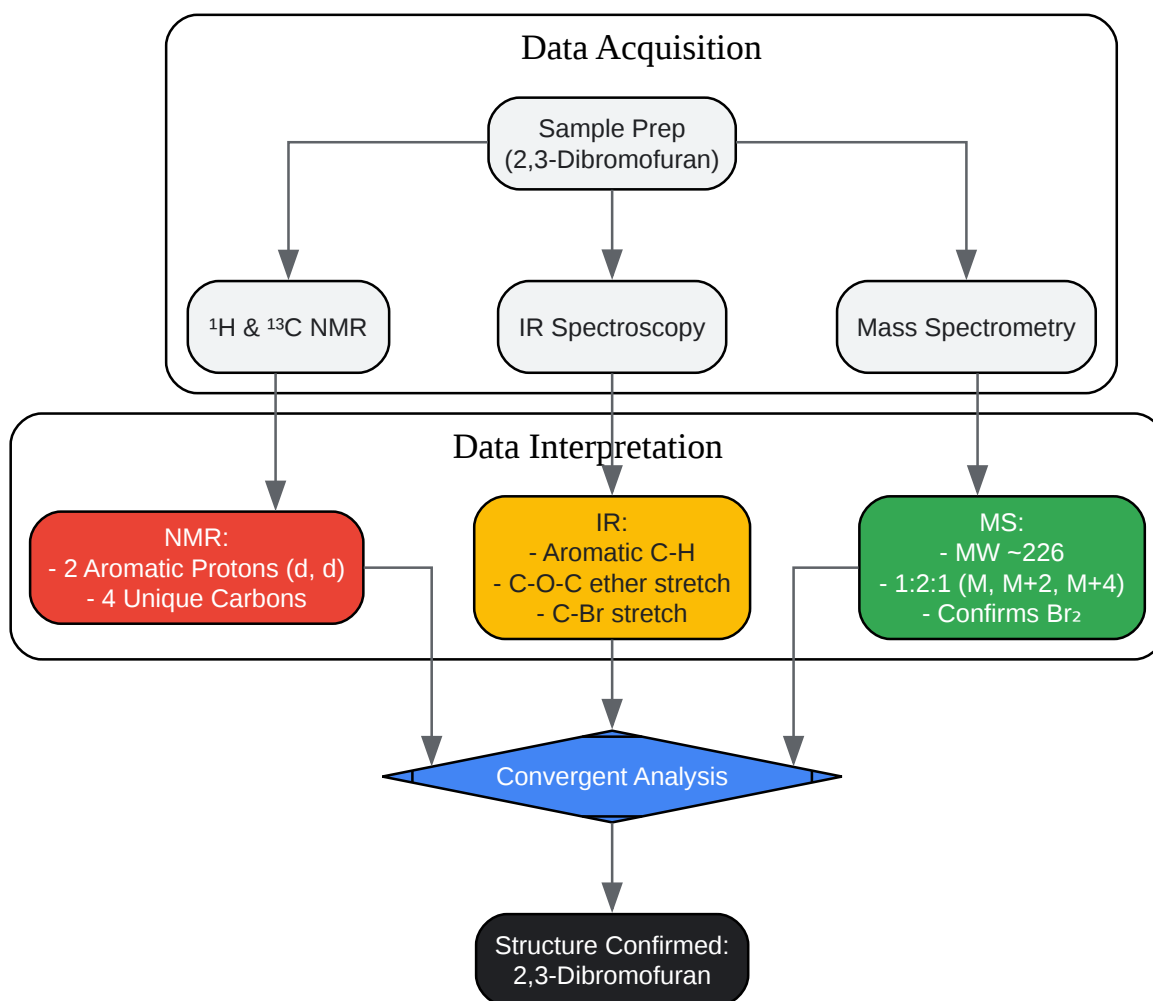 Data Acquisition
Sample Prep
(2,3-Dibromofuran)
¹H & ¹³C NMR
IR Spectroscopy
Mass Spectrometry
Data Interpretation
NMR:
- 2 Aromatic Protons (d, d)
- 4 Unique Carbons
IR:
- Aromatic C-H
- C-O-C ether stretch
- C-Br stretch
MS:
- MW ~226
- 1:2:1 (M, M+2, M+4)
- Confirms Br₂
Convergent Analysis
Structure Confirmed:
2,3-Dibromofuran